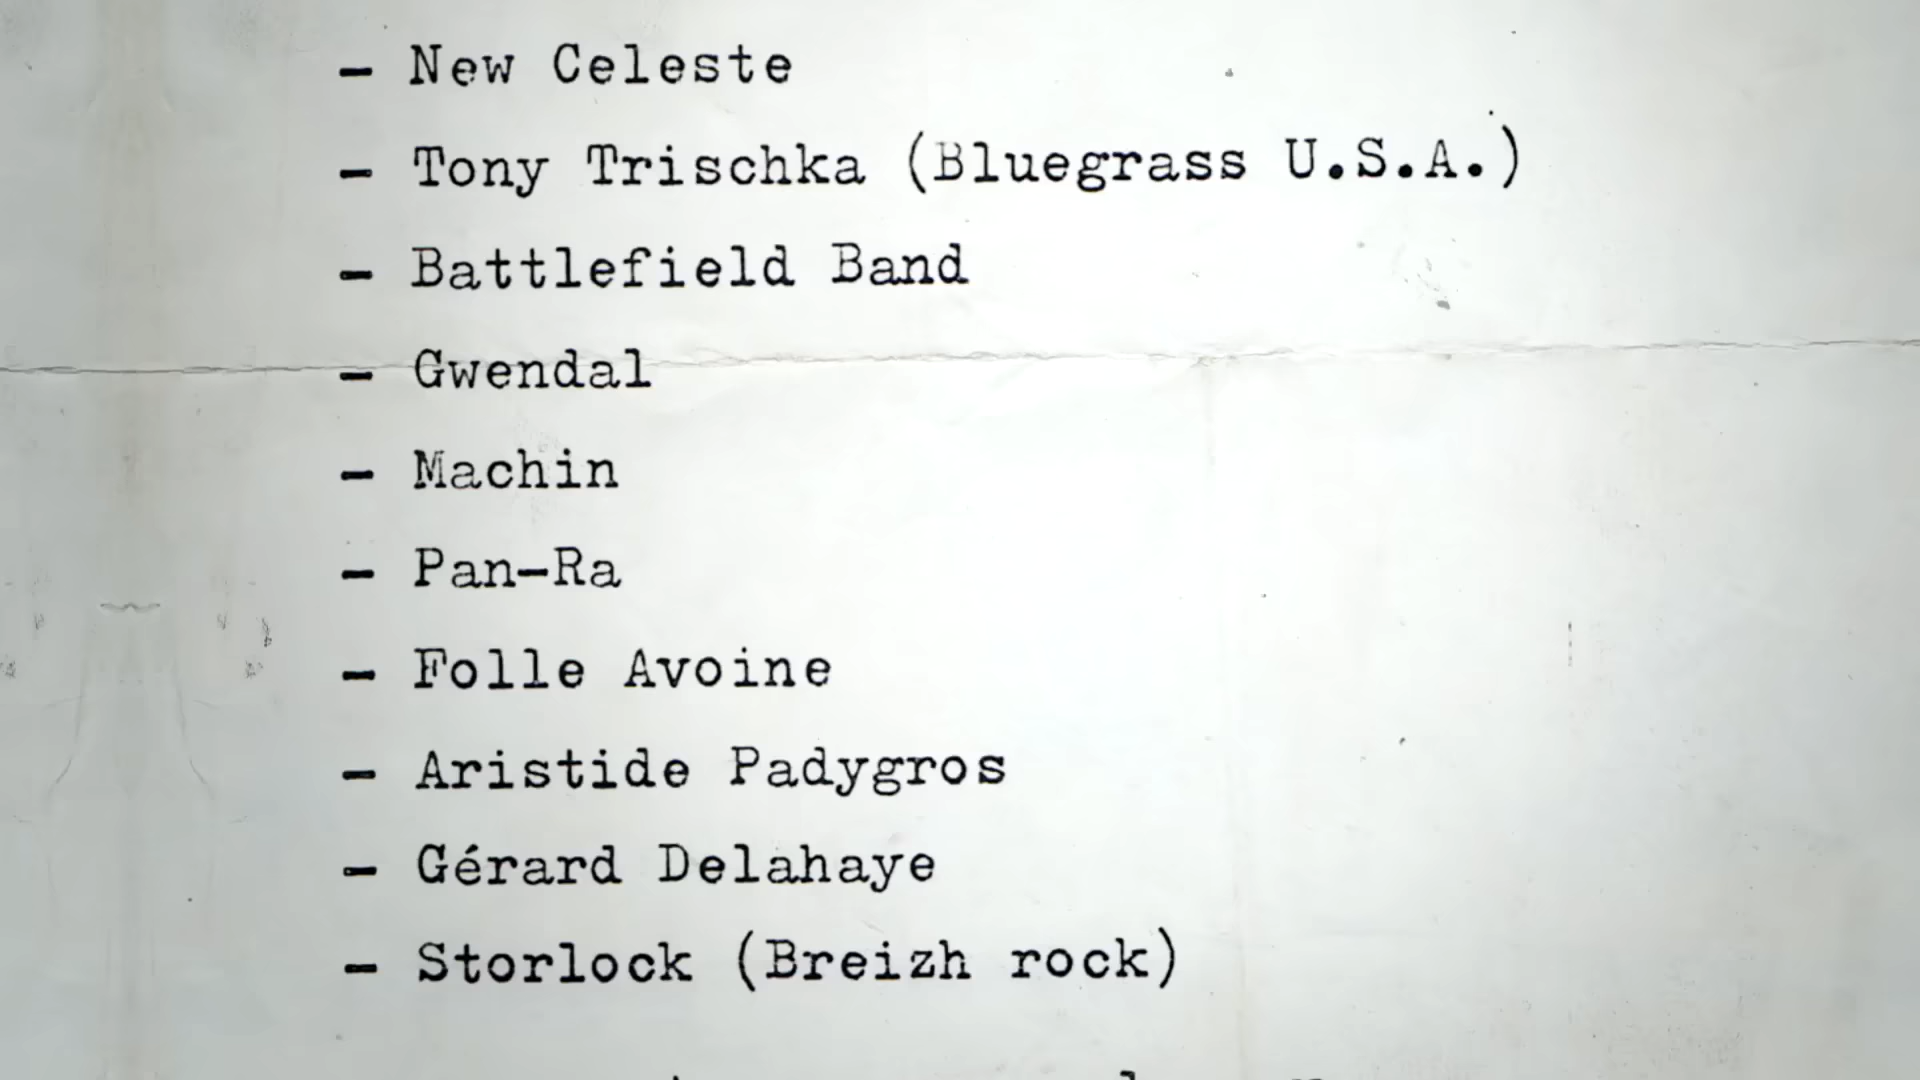 - New Celeste
- Tony Trischka (Bluegrass U.S.A.)
- Battlefield Band
- Gwendal
- Machin
- Pan-Ra
- Folle Avoine
- Aristide Padygros
- Gérard Delahaye
- Storlock (Breizh rock)